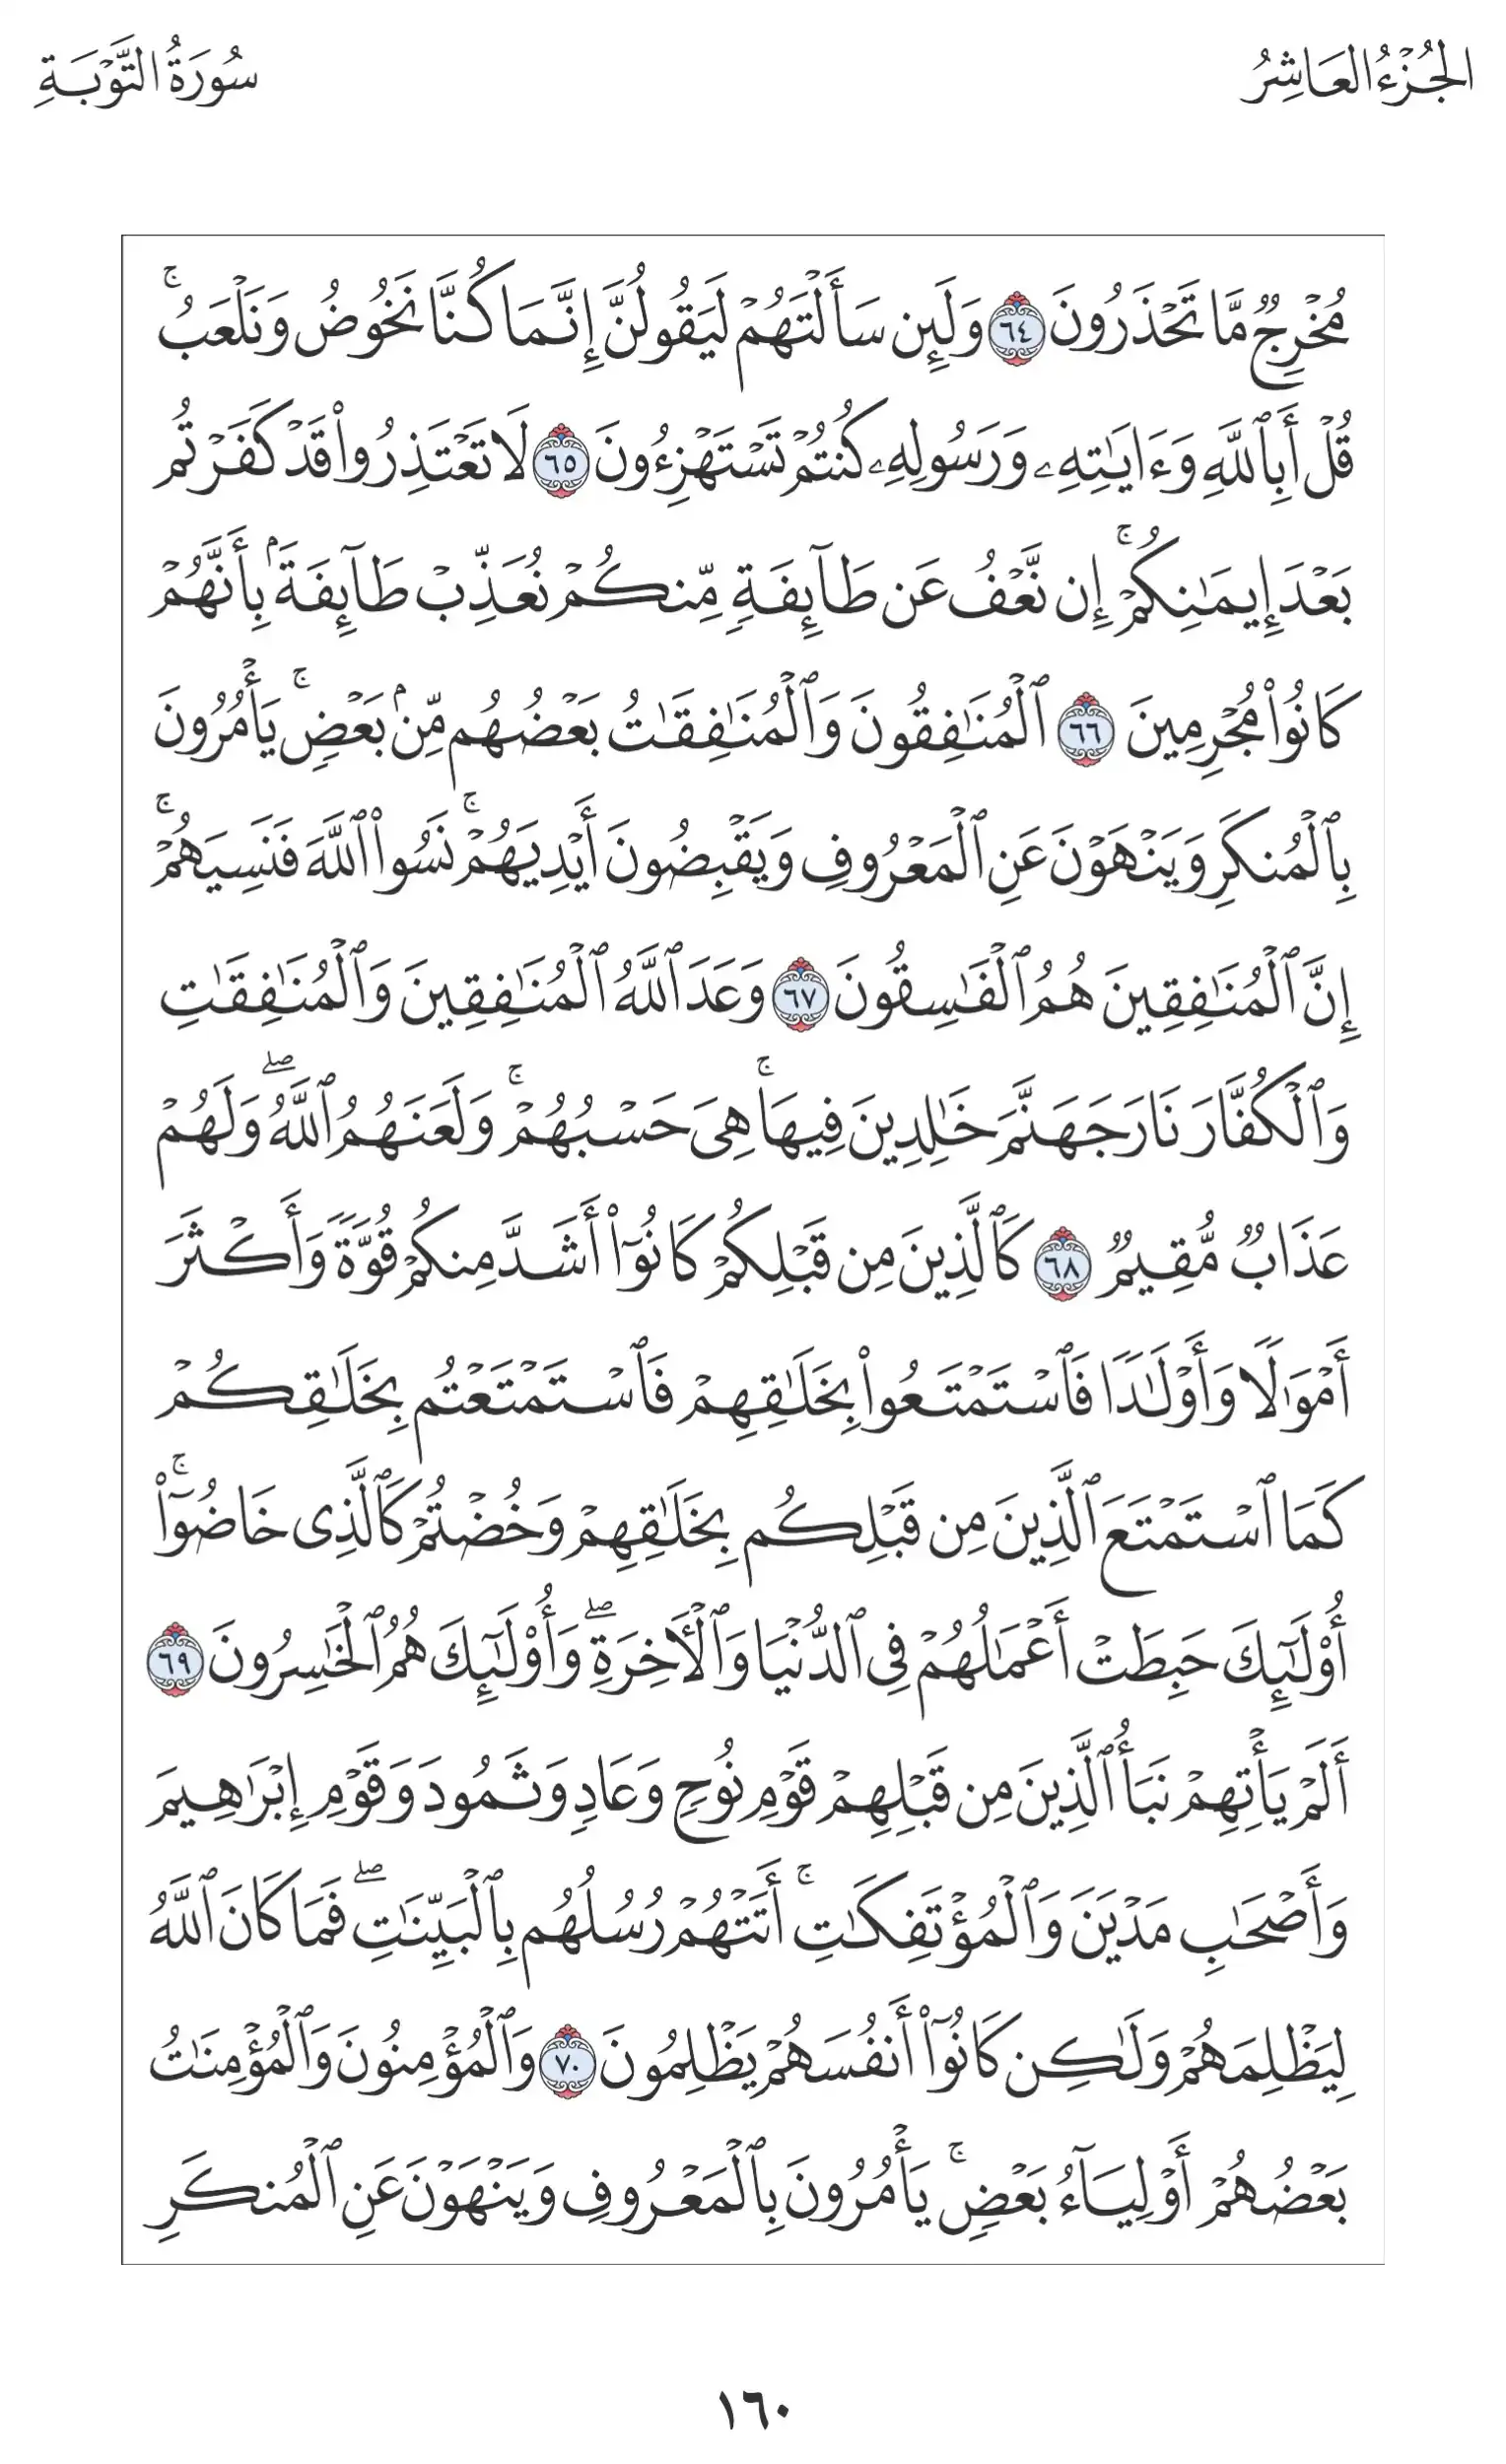 الجُزْءُ العَاشِرُ
سُورَةُ التَّوْبَةِ
مُخْرِجٌ مَّا تَحْذَرُونَ ٦٤ وَلَئِن سَأَلْتَهُمْ لَيَقُولُنَّ إِنَّمَا كُنَّا نَخُوضُ وَنَلْعَبُۚ
قُلْ أَبِٱللَّهِ وَءَايَٰتِهِۦ وَرَسُولِهِۦ كُنتُمْ تَسْتَهْزِءُونَ ٦٥ لَا تَعْتَذِرُوا۟ قَدْ كَفَرْتُم
بَعْدَ إِيمَٰنِكُمْۚ إِن نَّعْفُ عَن طَآئِفَةٍ مِّنكُمْ نُعَذِّبْ طَآئِفَةَۢ بِأَنَّهُمْ
كَانُوا۟ مُجْرِمِينَ ٦٦ ٱلْمُنَٰفِقُونَ وَٱلْمُنَٰفِقَٰتُ بَعْضُهُم مِّنۢ بَعْضٍۚ يَأْمُرُونَ
بِٱلْمُنكَرِ وَيَنْهَوْنَ عَنِ ٱلْمَعْرُوفِ وَيَقْبِضُونَ أَيْدِيَهُمْۚ نَسُوا۟ ٱللَّهَ فَنَسِيَهُمْۚ
إِنَّ ٱلْمُنَٰفِقِينَ هُمُ ٱلْفَٰسِقُونَ ٦٧ وَعَدَ ٱللَّهُ ٱلْمُنَٰفِقِينَ وَٱلْمُنَٰفِقَٰتِ
وَٱلْكُفَّارَ نَارَ جَهَنَّمَ خَٰلِدِينَ فِيهَاۚ هِىَ حَسْبُهُمْۚ وَلَعَنَهُمُ ٱللَّهُۖ وَلَهُمْ
عَذَابٌ مُّقِيمٌ ٦٨ كَٱلَّذِينَ مِن قَبْلِكُمْ كَانُوٓا۟ أَشَدَّ مِنكُمْ قُوَّةً وَأَكْثَرَ
أَمْوَٰلًا وَأَوْلَٰدًا فَٱسْتَمْتَعُوا۟ بِخَلَٰقِهِمْ فَٱسْتَمْتَعْتُم بِخَلَٰقِكُمْ
كَمَا ٱسْتَمْتَعَ ٱلَّذِينَ مِن قَبْلِكُم بِخَلَٰقِهِمْ وَخُضْتُمْ كَٱلَّذِى خَاضُوٓا۟ۚ
أُو۟لَٰٓئِكَ حَبِطَتْ أَعْمَٰلُهُمْ فِى ٱلدُّنْيَا وَٱلْأَخِرَةِۖ وَأُو۟لَٰٓئِكَ هُمُ ٱلْخَٰسِرُونَ ٦٩
أَلَمْ يَأْتِهِمْ نَبَأُ ٱلَّذِينَ مِن قَبْلِهِمْ قَوْمِ نُوحٍ وَعَادٍ وَثَمُودَ وَقَوْمِ إِبْرَٰهِيمَ
وَأَصْحَٰبِ مَدْيَنَ وَٱلْمُؤْتَفِكَٰتِۚ أَتَتْهُمْ رُسُلُهُم بِٱلْبَيِّنَٰتِۖ فَمَا كَانَ ٱللَّهُ
لِيَظْلِمَهُمْ وَلَٰكِن كَانُوٓا۟ أَنفُسَهُمْ يَظْلِمُونَ ٧٠ وَٱلْمُؤْمِنُونَ وَٱلْمُؤْمِنَٰتُ
بَعْضُهُمْ أَوْلِيَآءُ بَعْضٍۚ يَأْمُرُونَ بِٱلْمَعْرُوفِ وَيَنْهَوْنَ عَنِ ٱلْمُنكَرِ
١٦٠